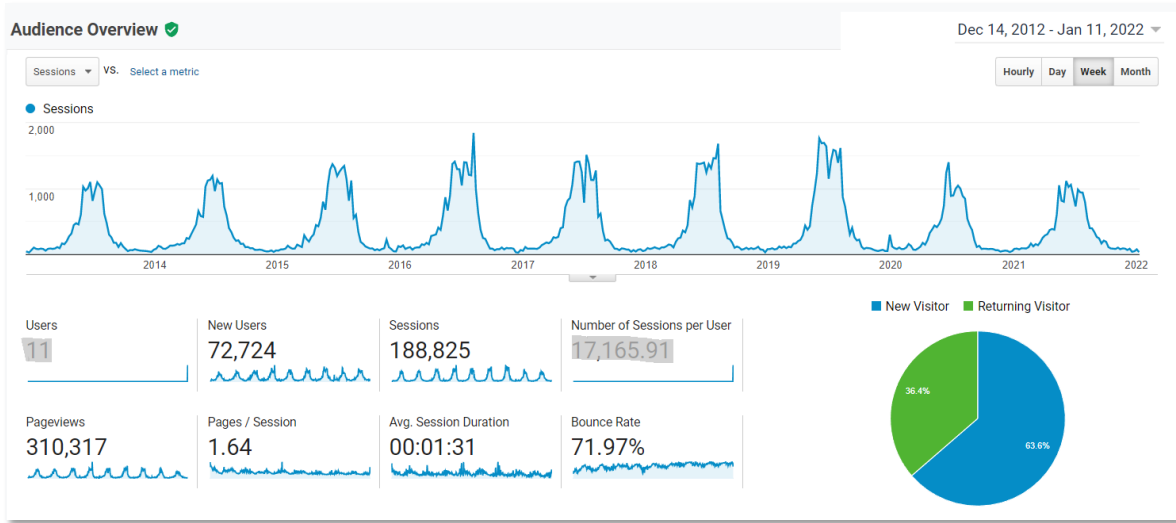 Audience Overview
Dec 14, 2012 - Jan 11, 2022
Sessions VS. Select a metric
Hourly Day Week Month
Sessions
2,000
1,000
2014 2015 2016 2017 2018 2019 2020 2021 2022
New Visitor Returning Visitor
Users New Users Sessions Number of Sessions per User
11 72,724 188,825 17,165.91
36.4%
63.6%
Pageviews Pages / Session Avg. Session Duration Bounce Rate
310,317 1.64 00:01:31 71.97%